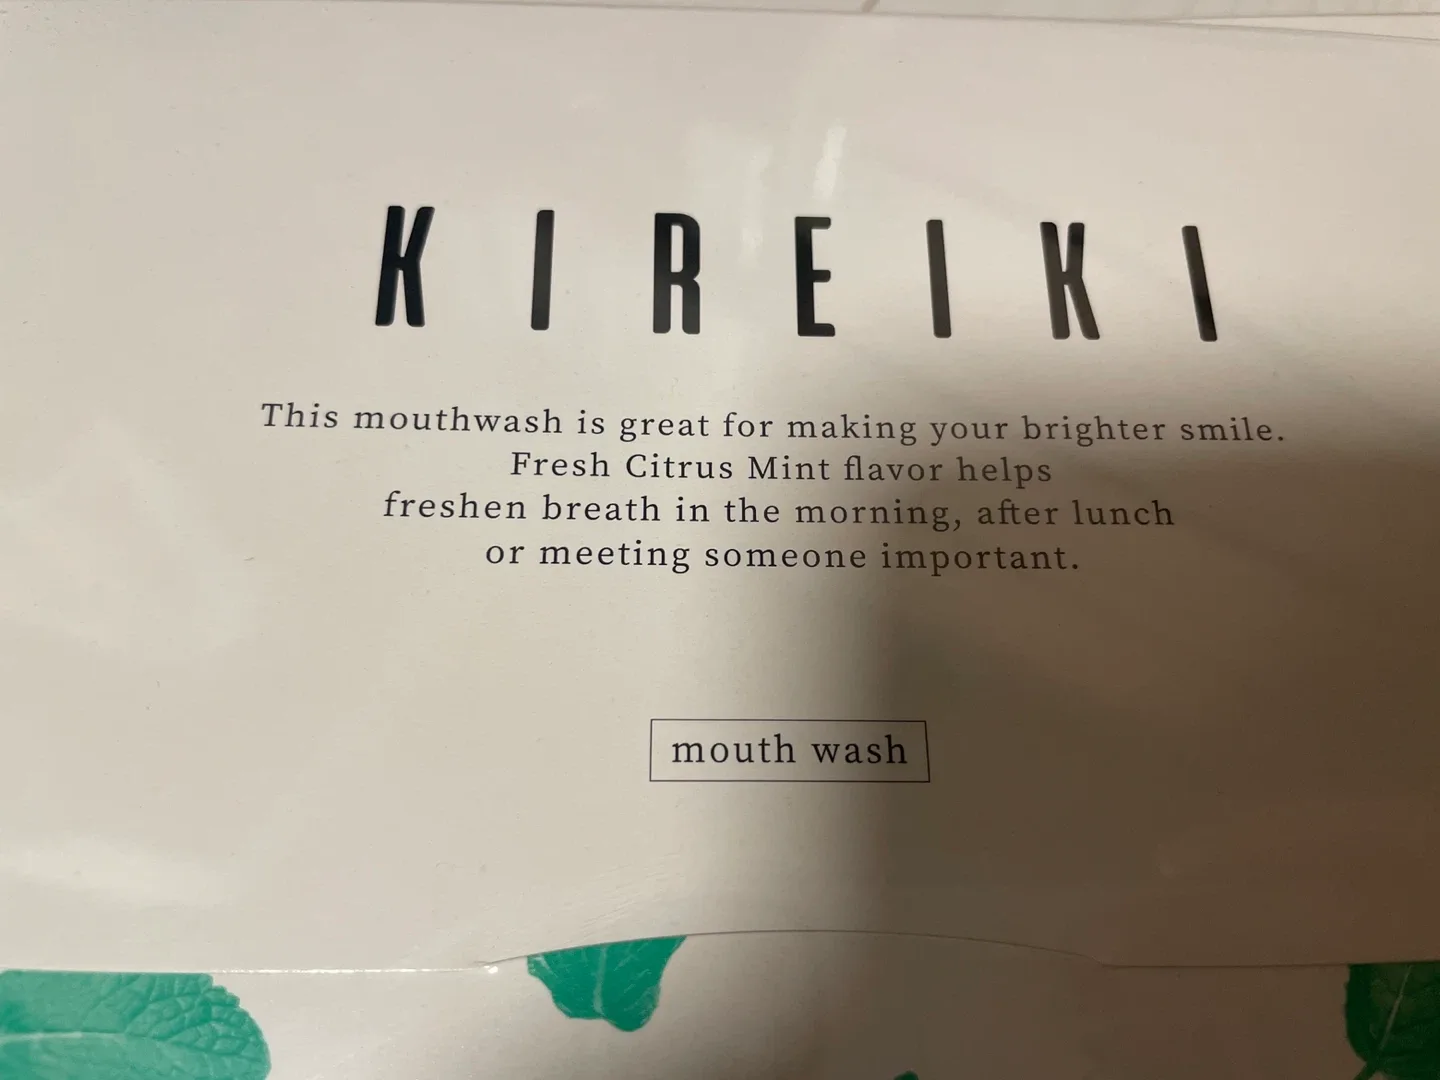 KIREIKI
This mouthwash is great for making your brighter smile.
Fresh Citrus Mint flavor helps
freshen breath in the morning, after lunch
or meeting someone important.
mouth wash